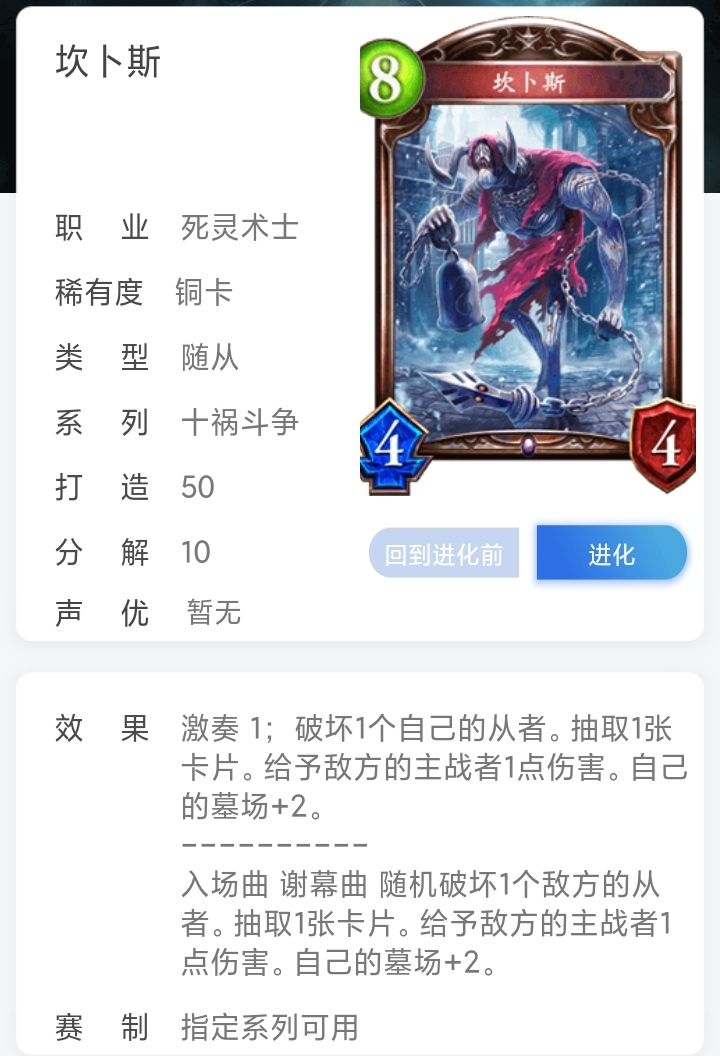 坎卜斯
8
坎卜斯
职 业 死灵术士
稀有度 铜卡
类 型 随从
系 列 十祸斗争
打 造 50
分 解 10
声 优 暂无
4
4
回到进化前
进化
效 果 激奏 1；破坏1个自己的从者。抽取1张
卡片。给予敌方的主战者1点伤害。自己
的墓场+2。
----------
入场曲 谢幕曲 随机破坏1个敌方的从
者。抽取1张卡片。给予敌方的主战者1
点伤害。自己的墓场+2。
赛 制 指定系列可用